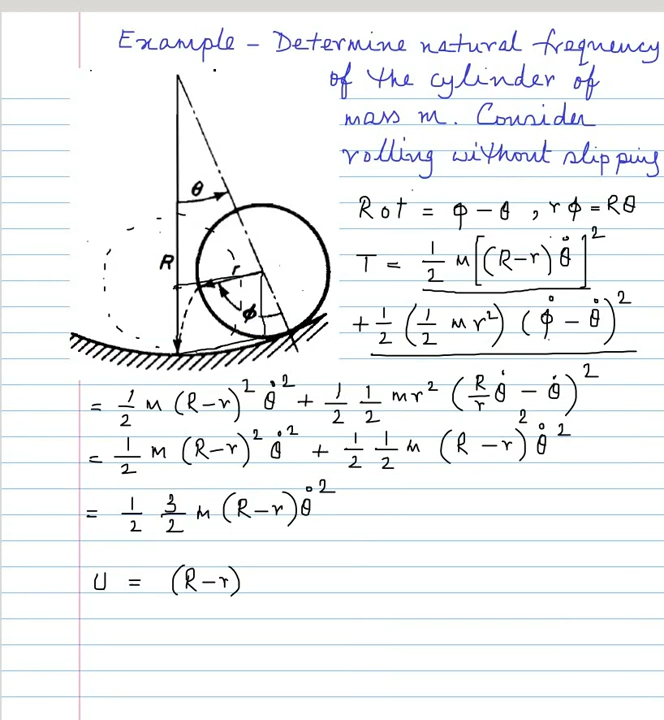 Example - Determine natural frequency
of the cylinder of
mass m. Consider
rolling without slipping
Rot = φ - θ , rφ = Rθ
T = 1/2 m [(R-r) θ̇]²
+ 1/2 (1/2 mr²) (φ̇ - θ̇)²
= 1/2 m (R-r)² θ̇² + 1/2 1/2 mr² (R/r θ̇ - θ̇)²
= 1/2 m (R-r)² θ̇² + 1/2 1/2 m (R-r)² θ̇²
= 1/2 3/2 m (R-r) θ̇²
U = (R-r)
θ
R
r
φ